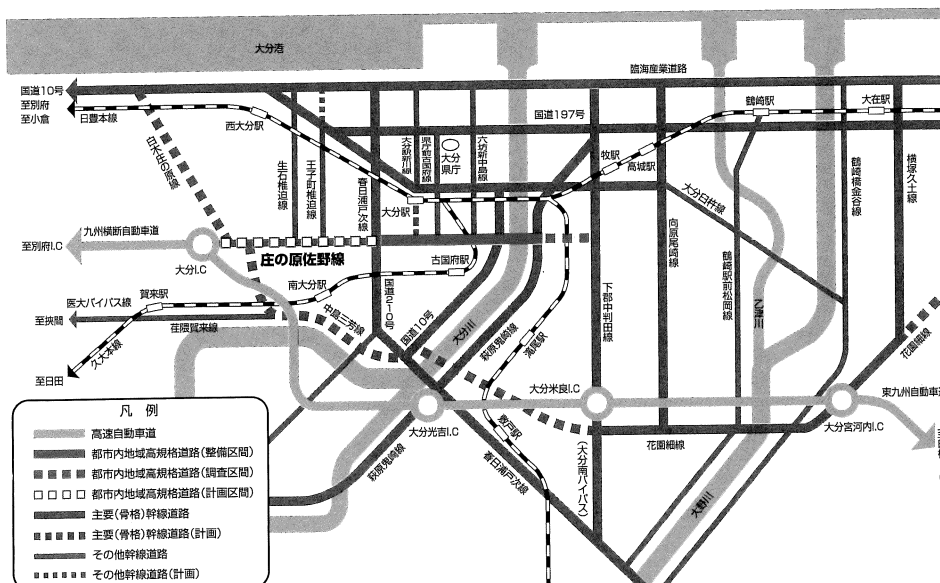 大分港
臨海産業道路
国道10号
至別府
至小倉
日豊本線
西大分駅
国道197号
鶴崎駅
大在駅
白木庄の原線
生石椎迫線
王子町椎迫線
春日浦戸次線
大分駅新川線
県庁前古国府線
大分県庁
六坊新中島線
牧駅
高城駅
大分臼杵線
鶴崎橋金谷線
横塚久土線
大分駅
至別府I.C
九州横断自動車道
大分I.C
庄の原佐野線
古国府駅
南大分駅
国道210号
向原尾崎線
鶴崎駅前松岡線
乙津川
下郡中判田線
医大バイパス線
賀来駅
至挾間
荏隈賀来線
中島三芳線
国道10号
大分川
萩原鬼崎線
滝尾駅
花園細線
久大本線
至日田
大分米良I.C
東九州自動車道
大分光吉I.C
大分宮河内I.C
敷戸駅
花園細線
萩原鬼崎線
春日浦戸次線
(大分南バイパス)
大野川
凡 例
高速自動車道
都市内地域高規格道路(整備区間)
都市内地域高規格道路(調査区間)
都市内地域高規格道路(計画区間)
主要(骨格)幹線道路
主要(骨格)幹線道路(計画)
その他幹線道路
その他幹線道路(計画)